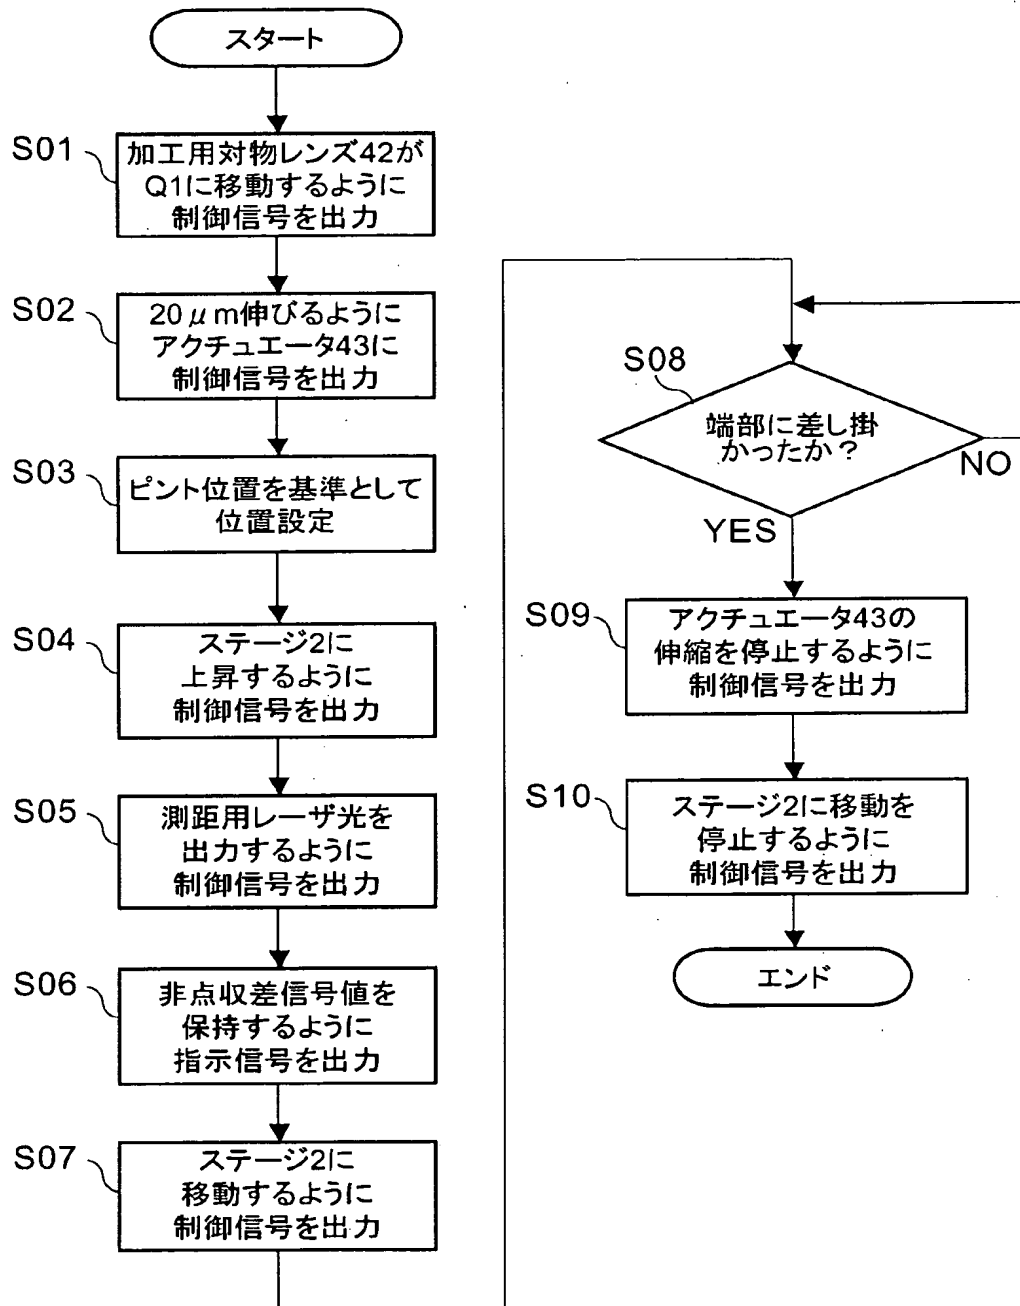 スタート
S01
加工用対物レンズ42が
Q1に移動するように
制御信号を出力
S02
20μm伸びるように
アクチュエータ43に
制御信号を出力
S03
ピント位置を基準として
位置設定
S04
ステージ2に
上昇するように
制御信号を出力
S05
測距用レーザ光を
出力するように
制御信号を出力
S06
非点収差信号値を
保持するように
指示信号を出力
S07
ステージ2に
移動するように
制御信号を出力
S08
端部に差し掛
かったか？
NO
YES
S09
アクチュエータ43の
伸縮を停止するように
制御信号を出力
S10
ステージ2に移動を
停止するように
制御信号を出力
エンド